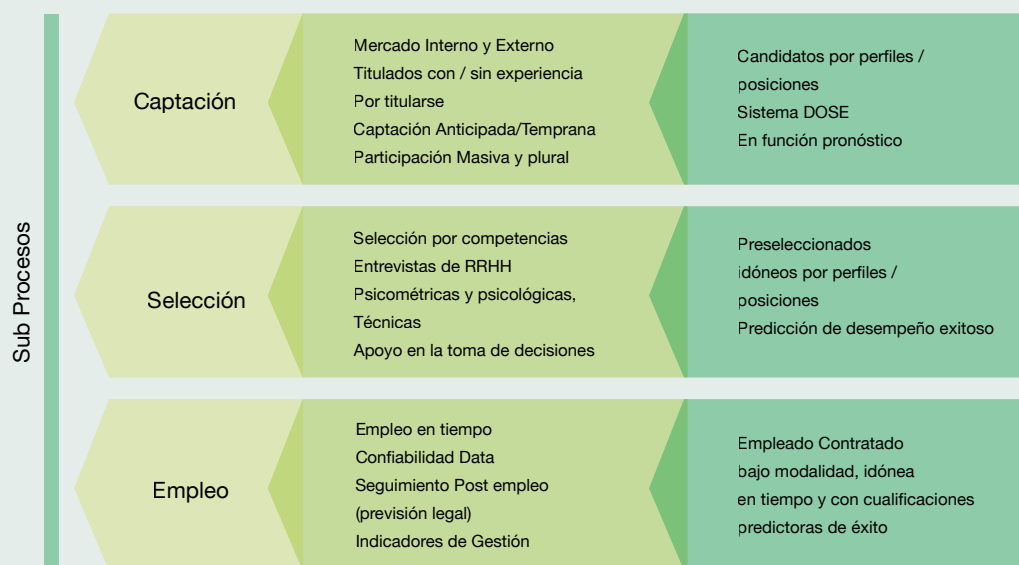 Sub Procesos
Captación
Mercado Interno y Externo
Titulados con / sin experiencia
Por titularse
Captación Anticipada/Temprana
Participación Masiva y plural
Candidatos por perfiles /
posiciones
Sistema DOSE
En función pronóstico
Selección
Selección por competencias
Entrevistas de RRHH
Psicométricas y psicológicas,
Técnicas
Apoyo en la toma de decisiones
Preseleccionados
idóneos por perfiles /
posiciones
Predicción de desempeño exitoso
Empleo
Empleo en tiempo
Confiabilidad Data
Seguimiento Post empleo
(previsión legal)
Indicadores de Gestión
Empleado Contratado
bajo modalidad, idónea
en tiempo y con cualificaciones
predictoras de éxito